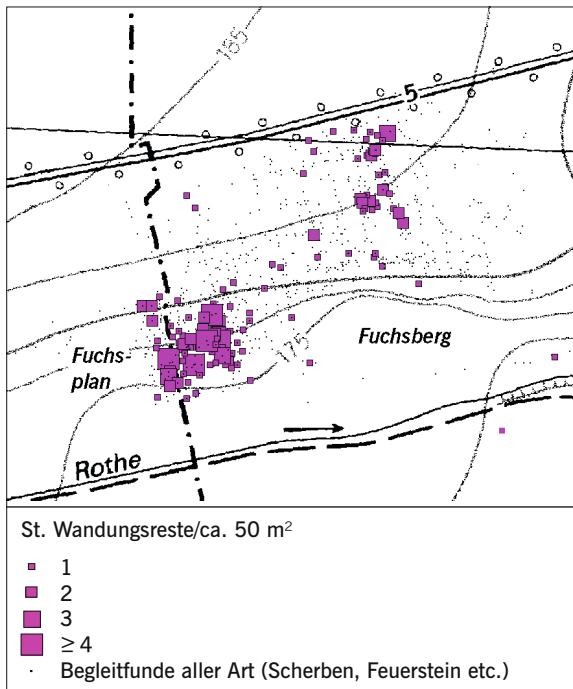 185
5
Fuchs-
plan
175
Fuchsberg
Rothe
St. Wandungsreste/ca. 50 m²
1
2
3
≥ 4
Begleitfunde aller Art (Scherben, Feuerstein etc.)